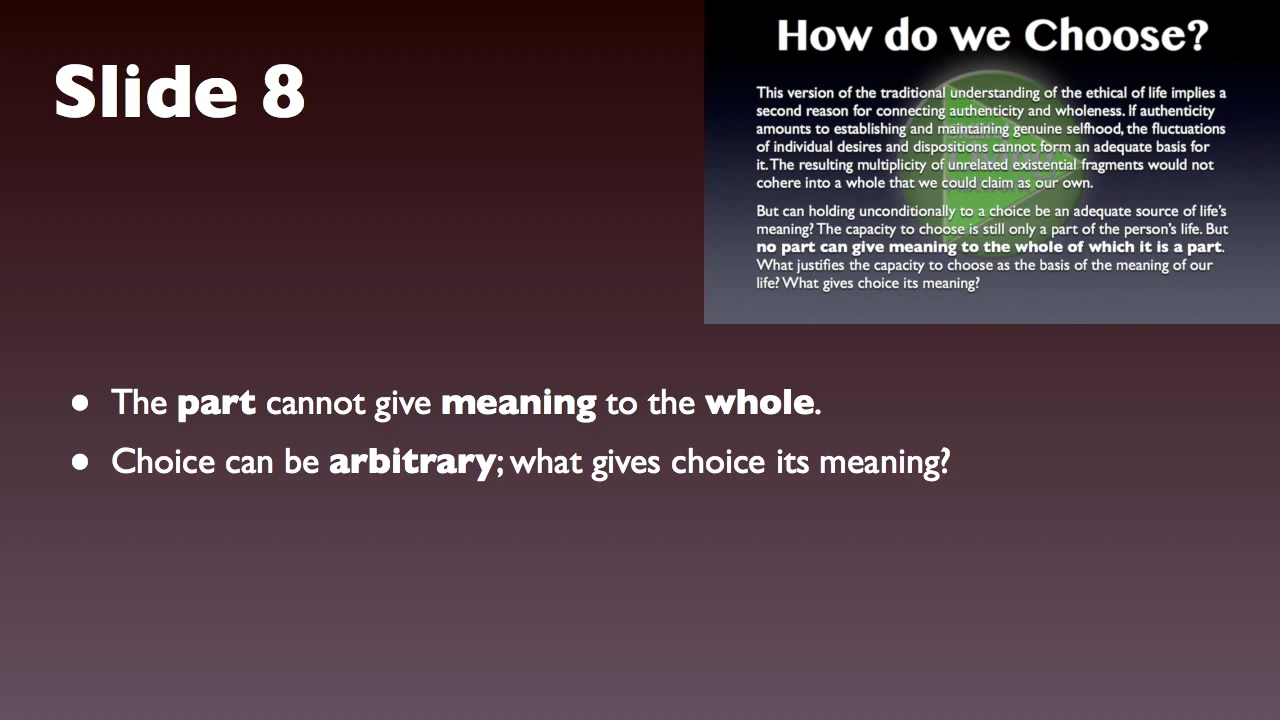 Slide 8
How do we Choose?
This version of the traditional understanding of the ethical of life implies a
second reason for connecting authenticity and wholeness. If authenticity
amounts to establishing and maintaining genuine selfhood, the fluctuations
of individual desires and dispositions cannot form an adequate basis for
it. The resulting multiplicity of unrelated existential fragments would not
cohere into a whole that we could claim as our own.
But can holding unconditionally to a choice be an adequate source of life's
meaning? The capacity to choose is still only a part of the person's life. But
no part can give meaning to the whole of which it is a part.
What justifies the capacity to choose as the basis of the meaning of our
life? What gives choice its meaning?
• The part cannot give meaning to the whole.
• Choice can be arbitrary; what gives choice its meaning?